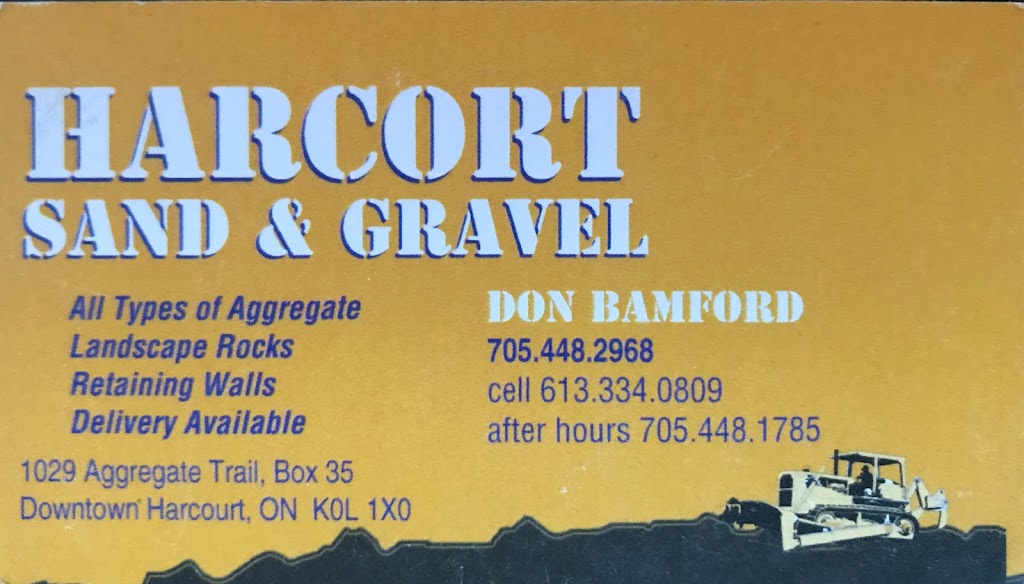 HARCORT
SAND & GRAVEL
All Types of Aggregate
Landscape Rocks
Retaining Walls
Delivery Available
1029 Aggregate Trail, Box 35
Downtown Harcourt, ON K0L 1X0
DON BAMFORD
705.448.2968
cell 613.334.0809
after hours 705.448.1785